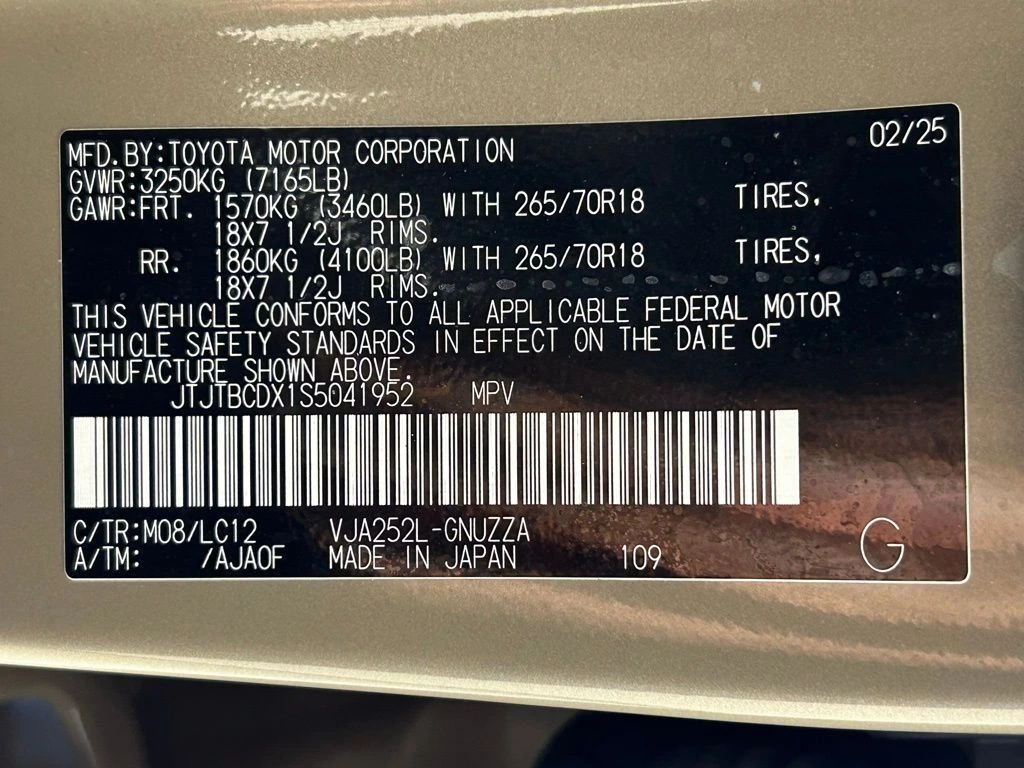 02/25
MFD.BY:TOYOTA MOTOR CORPORATION
GVWR:3250KG (7165LB)
GAWR:FRT. 1570KG (3460LB) WITH 265/70R18 TIRES,
18X7 1/2J RIMS.
RR. 1860KG (4100LB) WITH 265/70R18 TIRES,
18X7 1/2J RIMS.
THIS VEHICLE CONFORMS TO ALL APPLICABLE FEDERAL MOTOR
VEHICLE SAFETY STANDARDS IN EFFECT ON THE DATE OF
MANUFACTURE SHOWN ABOVE.
JTJTBCDX1S5041952 MPV
C/TR:M08/LC12 VJA252L-GNUZZA
A/TM: /AJA0F MADE IN JAPAN 109 G